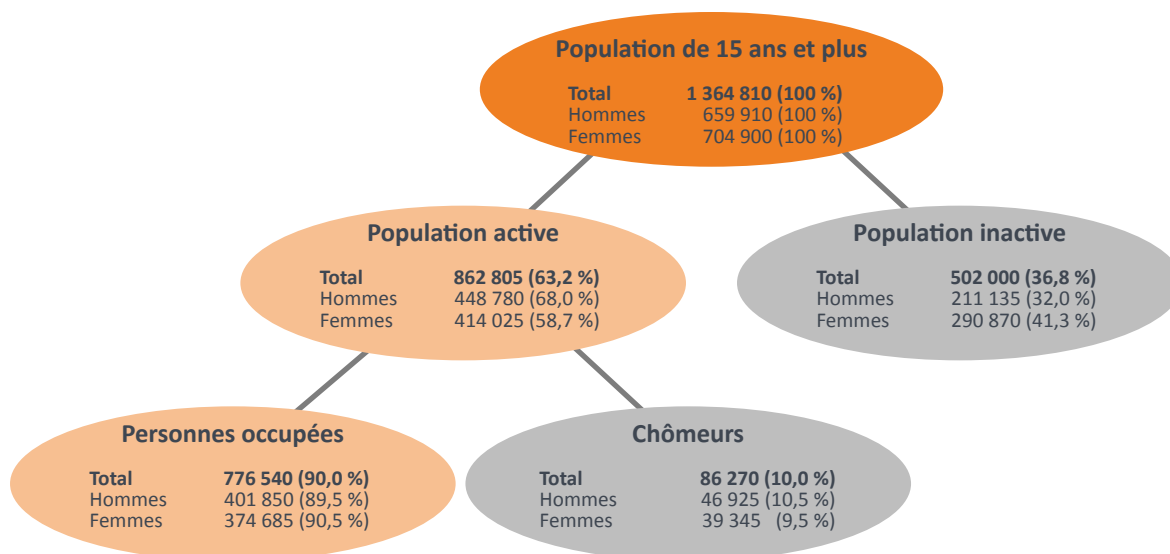 Population de 15 ans et plus
Total 1 364 810 (100 %)
Hommes 659 910 (100 %)
Femmes 704 900 (100 %)
Population active
Total 862 805 (63,2 %)
Hommes 448 780 (68,0 %)
Femmes 414 025 (58,7 %)
Population inactive
Total 502 000 (36,8 %)
Hommes 211 135 (32,0 %)
Femmes 290 870 (41,3 %)
Personnes occupées
Total 776 540 (90,0 %)
Hommes 401 850 (89,5 %)
Femmes 374 685 (90,5 %)
Chômeurs
Total 86 270 (10,0 %)
Hommes 46 925 (10,5 %)
Femmes 39 345 (9,5 %)